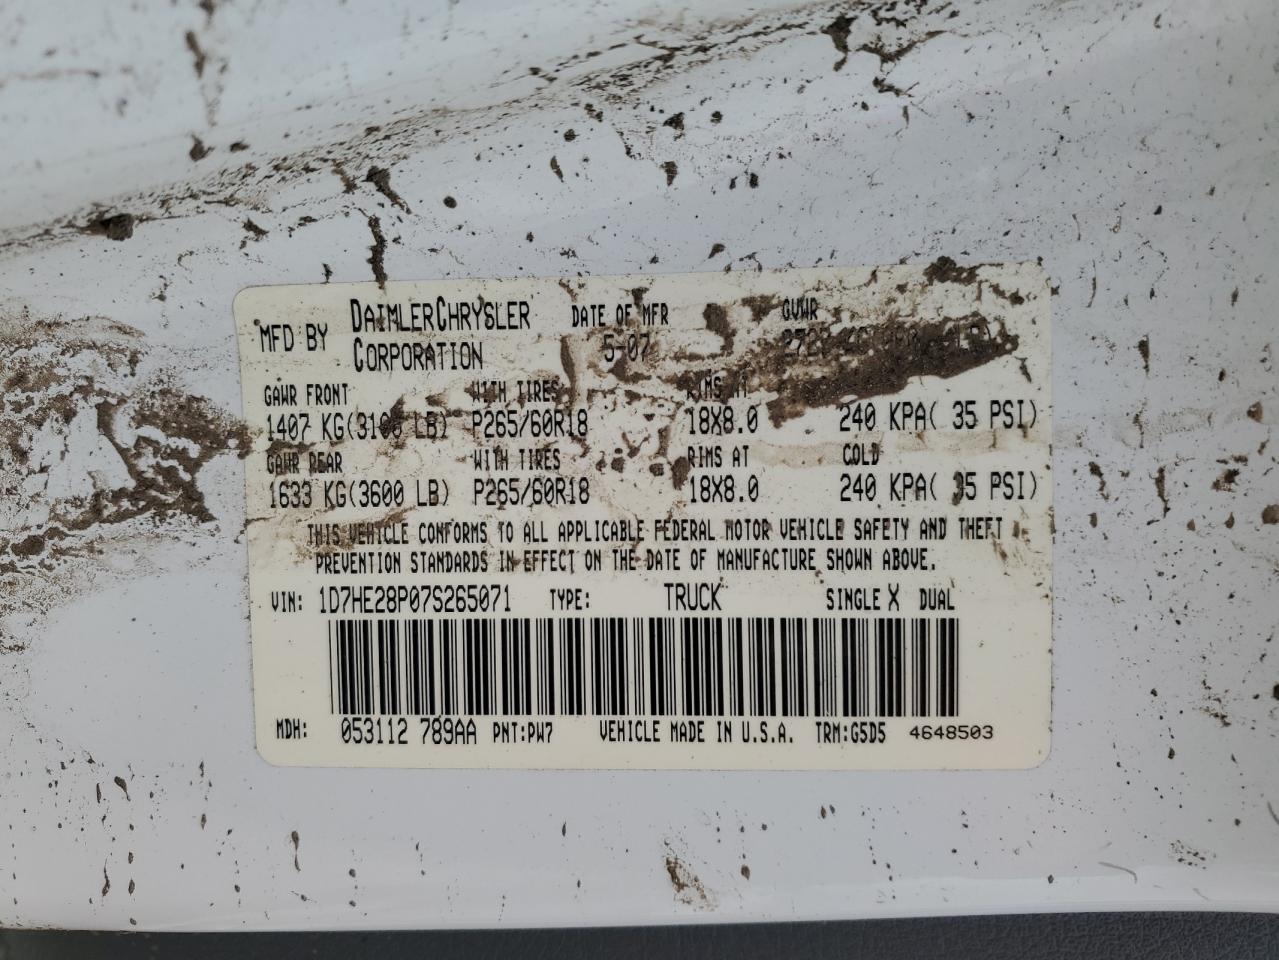 MFD BY DAIMLERCHRYSLER CORPORATION DATE OF MFR 5-07 GVWR
GAWR FRONT WITH TIRES RIMS AT
1407 KG(3100 LB) P265/60R18 18X8.0 240 KPA( 35 PSI)
GAWR REAR WITH TIRES RIMS AT COLD
1633 KG(3600 LB) P265/60R18 18X8.0 240 KPA( 35 PSI)
THIS VEHICLE CONFORMS TO ALL APPLICABLE FEDERAL MOTOR VEHICLE SAFETY AND THEFT
PREVENTION STANDARDS IN EFFECT ON THE DATE OF MANUFACTURE SHOWN ABOVE.
VIN: 1D7HE28P07S265071 TYPE: TRUCK SINGLE X DUAL
MDH: 053112 789AA PNT:PW7 VEHICLE MADE IN U.S.A. TRM:G5D5 4648503